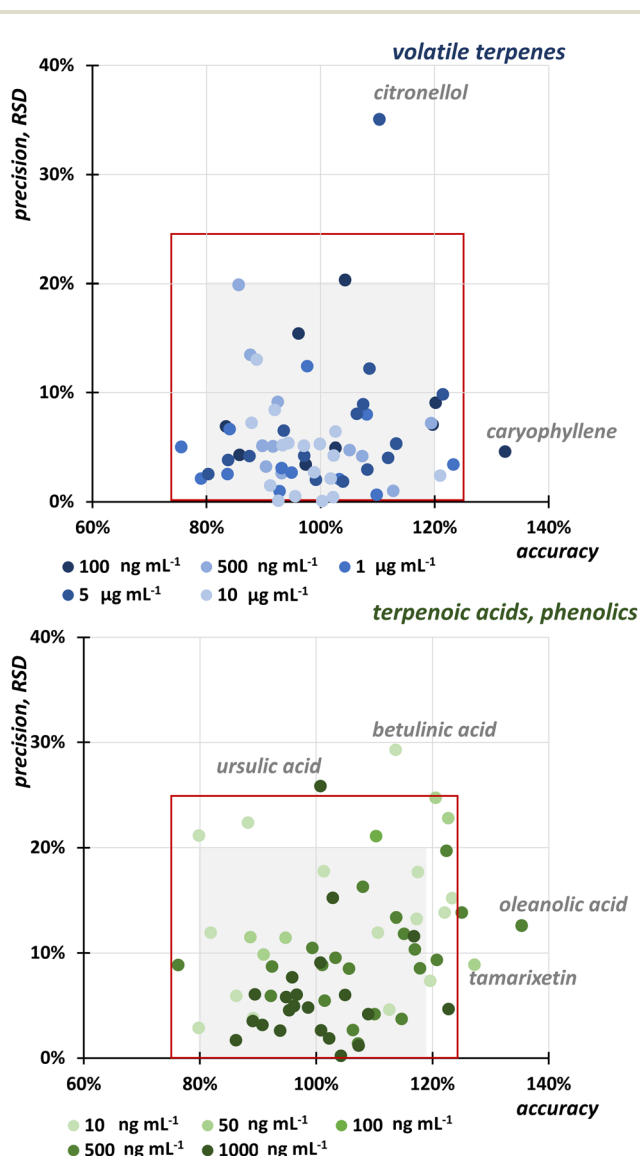 volatile terpenes
40%
citronellol
precision, RSD
30%
20%
10%
caryophyllene
0%
60% 80% 100% 120% 140%
accuracy
100 ng mL-1 500 ng mL-1 1 µg mL-1
5 µg mL-1 10 µg mL-1
terpenoic acids, phenolics
40%
precision, RSD
betulinic acid
30%
ursulic acid
20%
oleanolic acid
10%
tamarixetin
0%
60% 80% 100% 120% 140%
accuracy
10 ng mL-1 50 ng mL-1 100 ng mL-1
500 ng mL-1 1000 ng mL-1